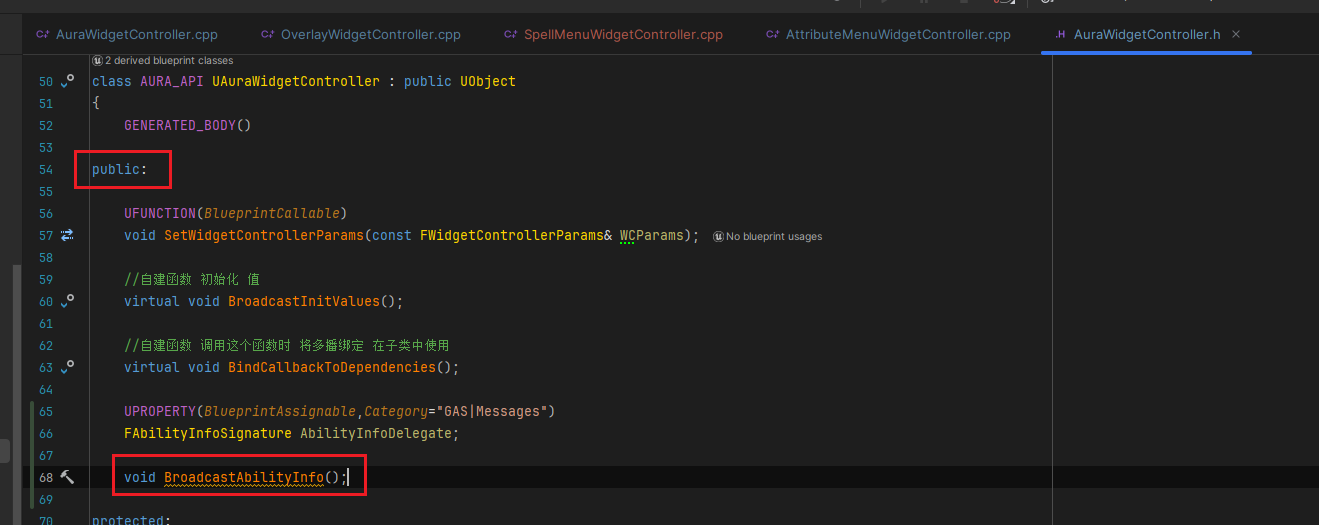 AuraWidgetController.cpp OverlayWidgetController.cpp SpellMenuWidgetController.cpp AttributeMenuWidgetController.cpp .H AuraWidgetController.h
2 derived blueprint classes
50 class AURA_API UAuraWidgetController : public UObject
51 {
52 GENERATED_BODY()
53
54 public:
55
56 UFUNCTION(BlueprintCallable)
57 void SetWidgetControllerParams(const FWidgetControllerParams& WCParams); No blueprint usages
58
59 //自建函数 初始化 值
60 virtual void BroadcastInitValues();
61
62 //自建函数 调用这个函数时 将多播绑定 在子类中使用
63 virtual void BindCallbackToDependencies();
64
65 UPROPERTY(BlueprintAssignable,Category="GAS|Messages")
66 FAbilityInfoSignature AbilityInfoDelegate;
67
68 void BroadcastAbilityInfo();
69
70 protected: